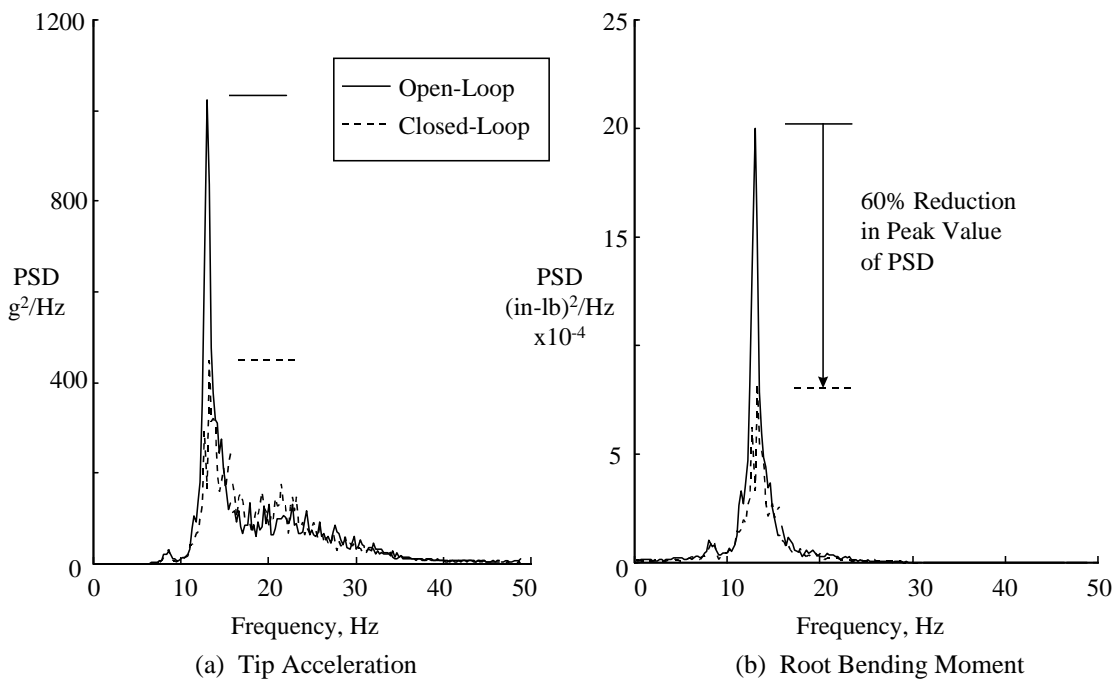 1200
800
400
0
PSD
g²/Hz
Open-Loop
Closed-Loop
0
10
20
30
40
50
Frequency, Hz
(a) Tip Acceleration
25
20
15
10
5
0
PSD
(in-lb)²/Hz
x10⁻⁴
60% Reduction
in Peak Value
of PSD
0
10
20
30
40
50
Frequency, Hz
(b) Root Bending Moment